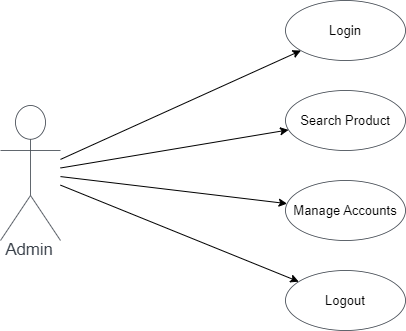 Login
Search Product
Manage Accounts
Admin
Logout